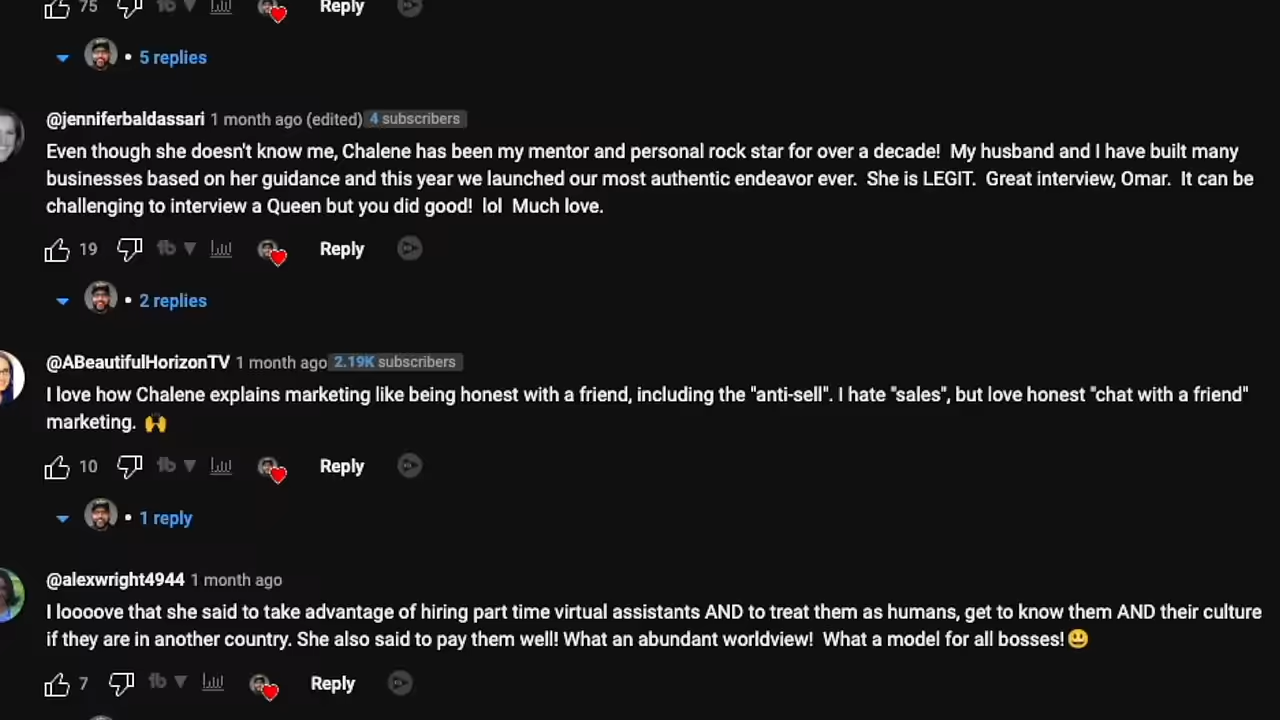 75 Reply
5 replies
@jenniferbaldassari 1 month ago (edited) 4 subscribers
Even though she doesn't know me, Chalene has been my mentor and personal rock star for over a decade!  My husband and I have built many
businesses based on her guidance and this year we launched our most authentic endeavor ever.  She is LEGIT.  Great interview, Omar.  It can be
challenging to interview a Queen but you did good!  lol  Much love.
19 Reply
2 replies
@ABeautifulHorizonTV 1 month ago 2.19K subscribers
I love how Chalene explains marketing like being honest with a friend, including the "anti-sell". I hate "sales", but love honest "chat with a friend"
marketing. 🙌
10 Reply
1 reply
@alexwright4944 1 month ago
I loooove that she said to take advantage of hiring part time virtual assistants AND to treat them as humans, get to know them AND their culture
if they are in another country. She also said to pay them well! What an abundant worldview!  What a model for all bosses!😃
7 Reply